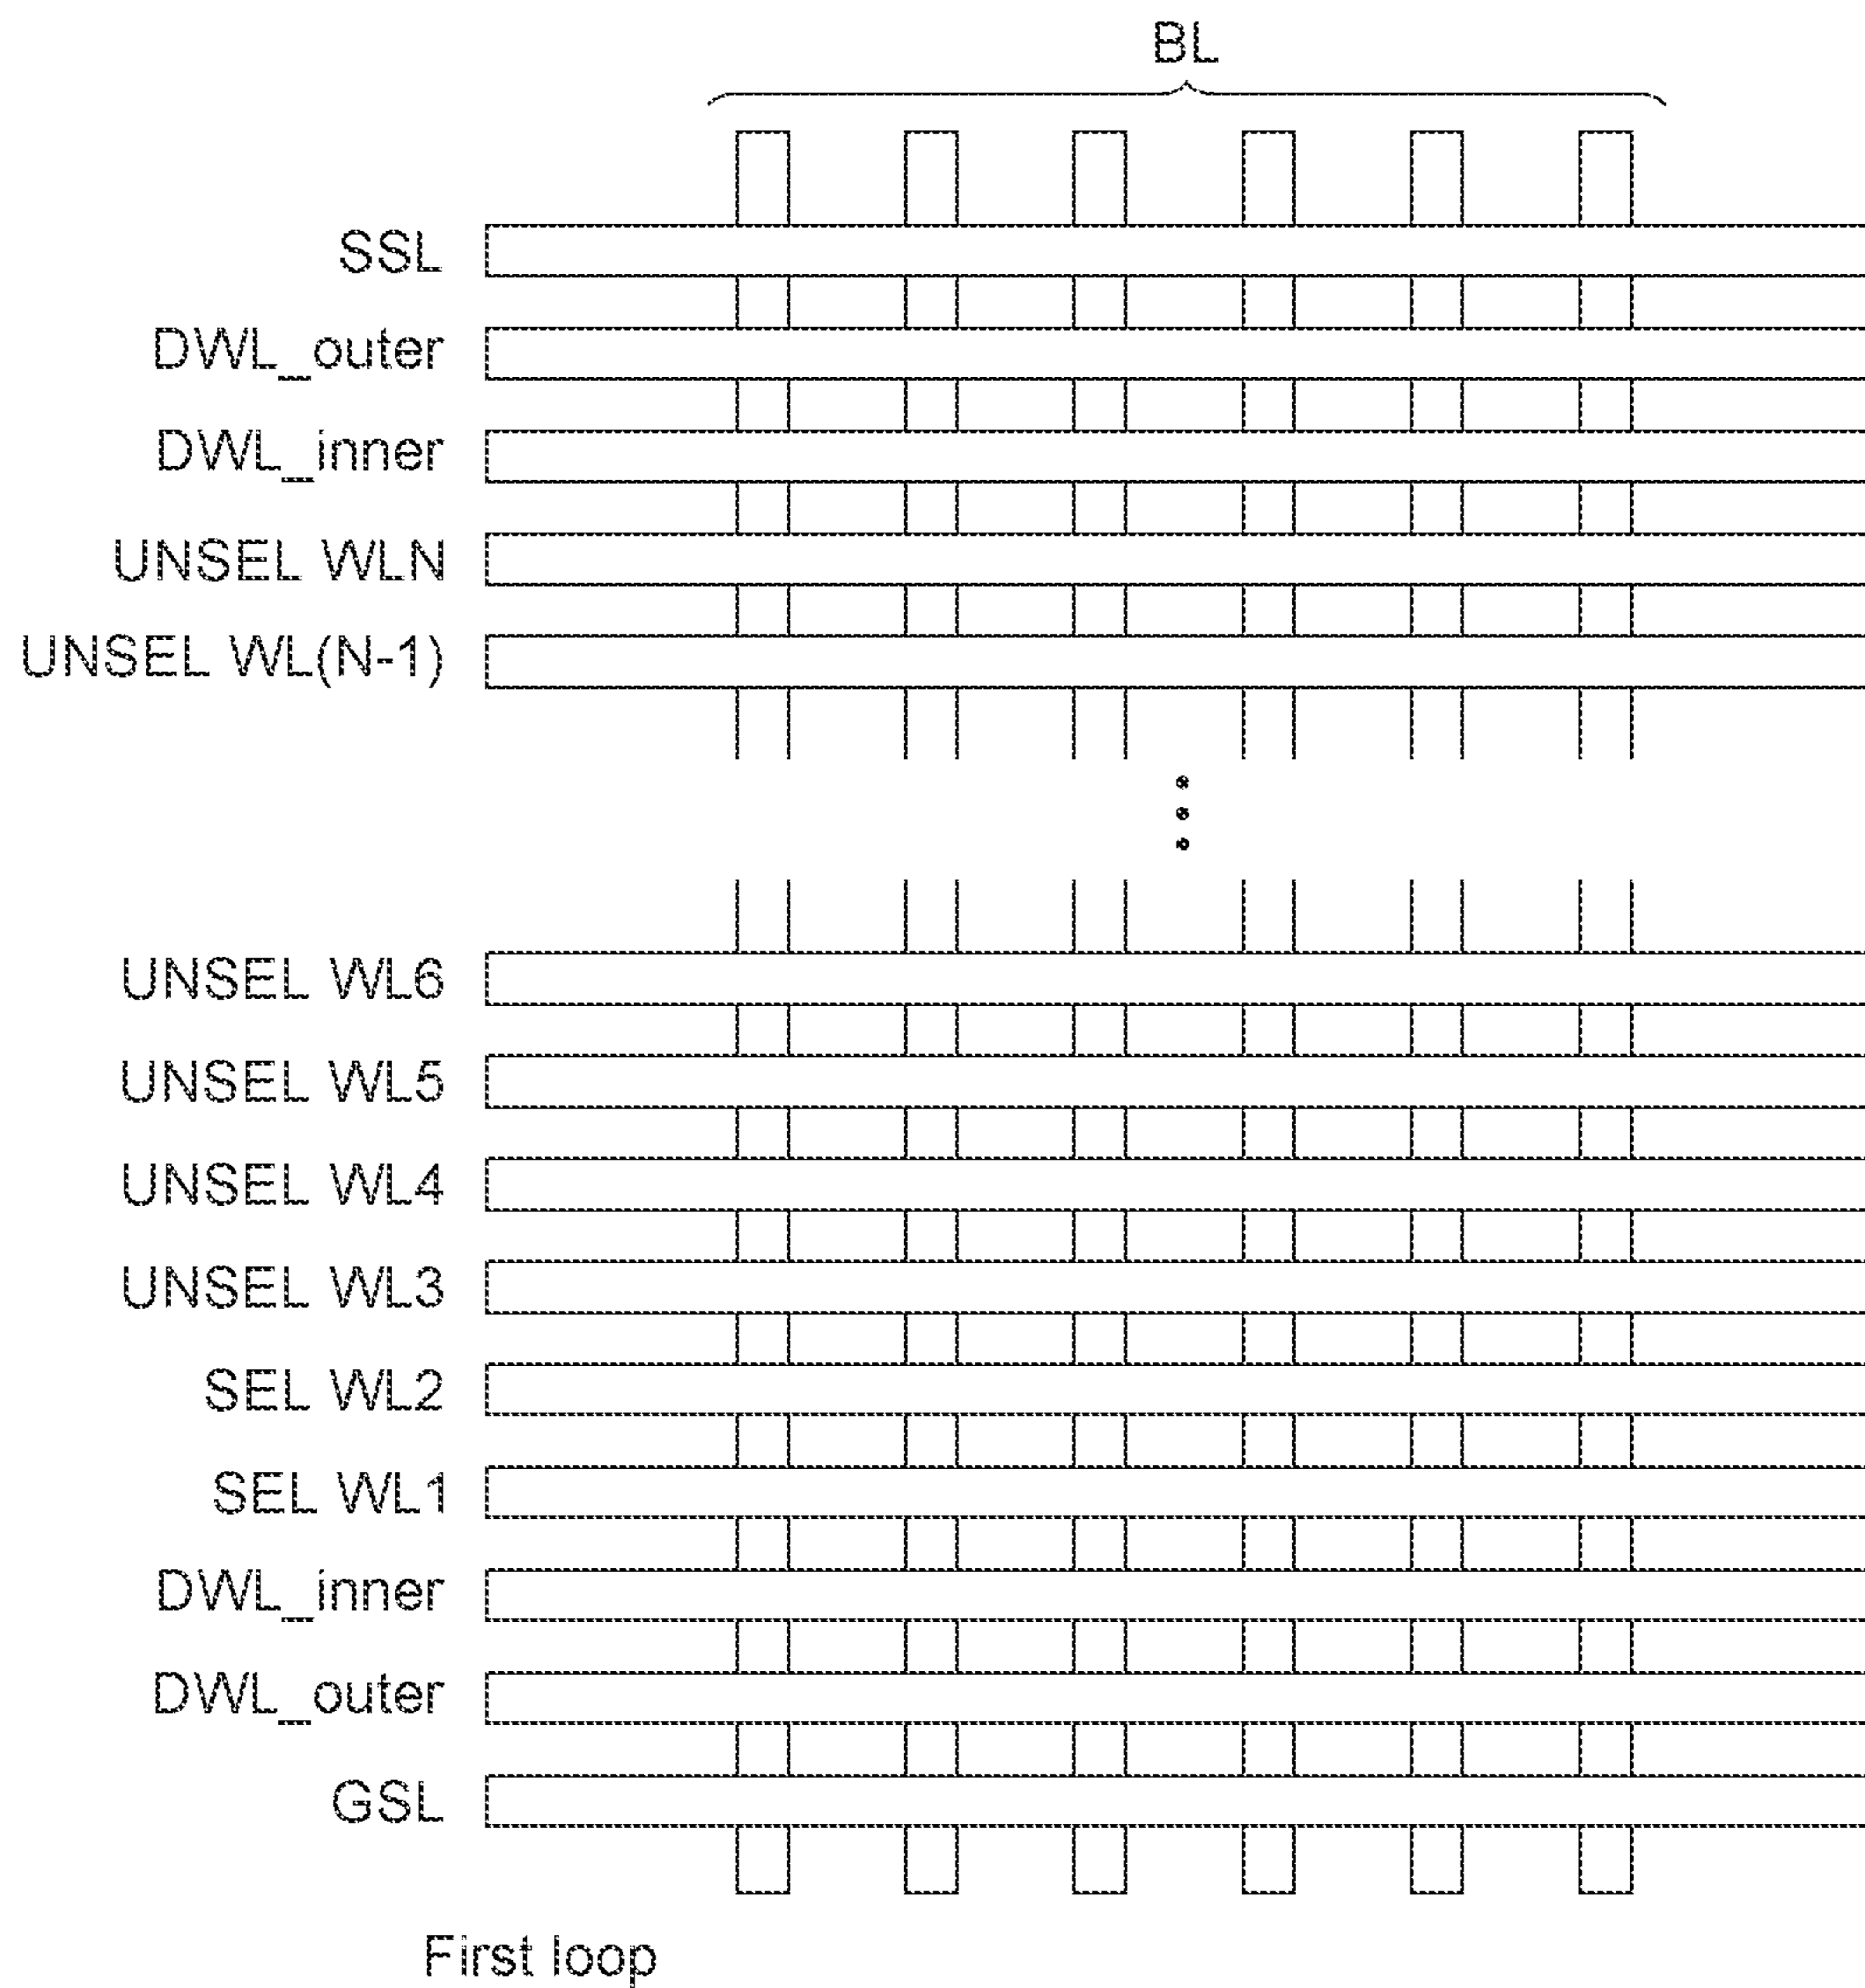 BL
SSL
DWL_outer
DWL_inner
UNSEL WLN
UNSEL WL(N-1)
UNSEL WL6
UNSEL WL5
UNSEL WL4
UNSEL WL3
SEL WL2
SEL WL1
DWL_inner
DWL_outer
GSL
First loop